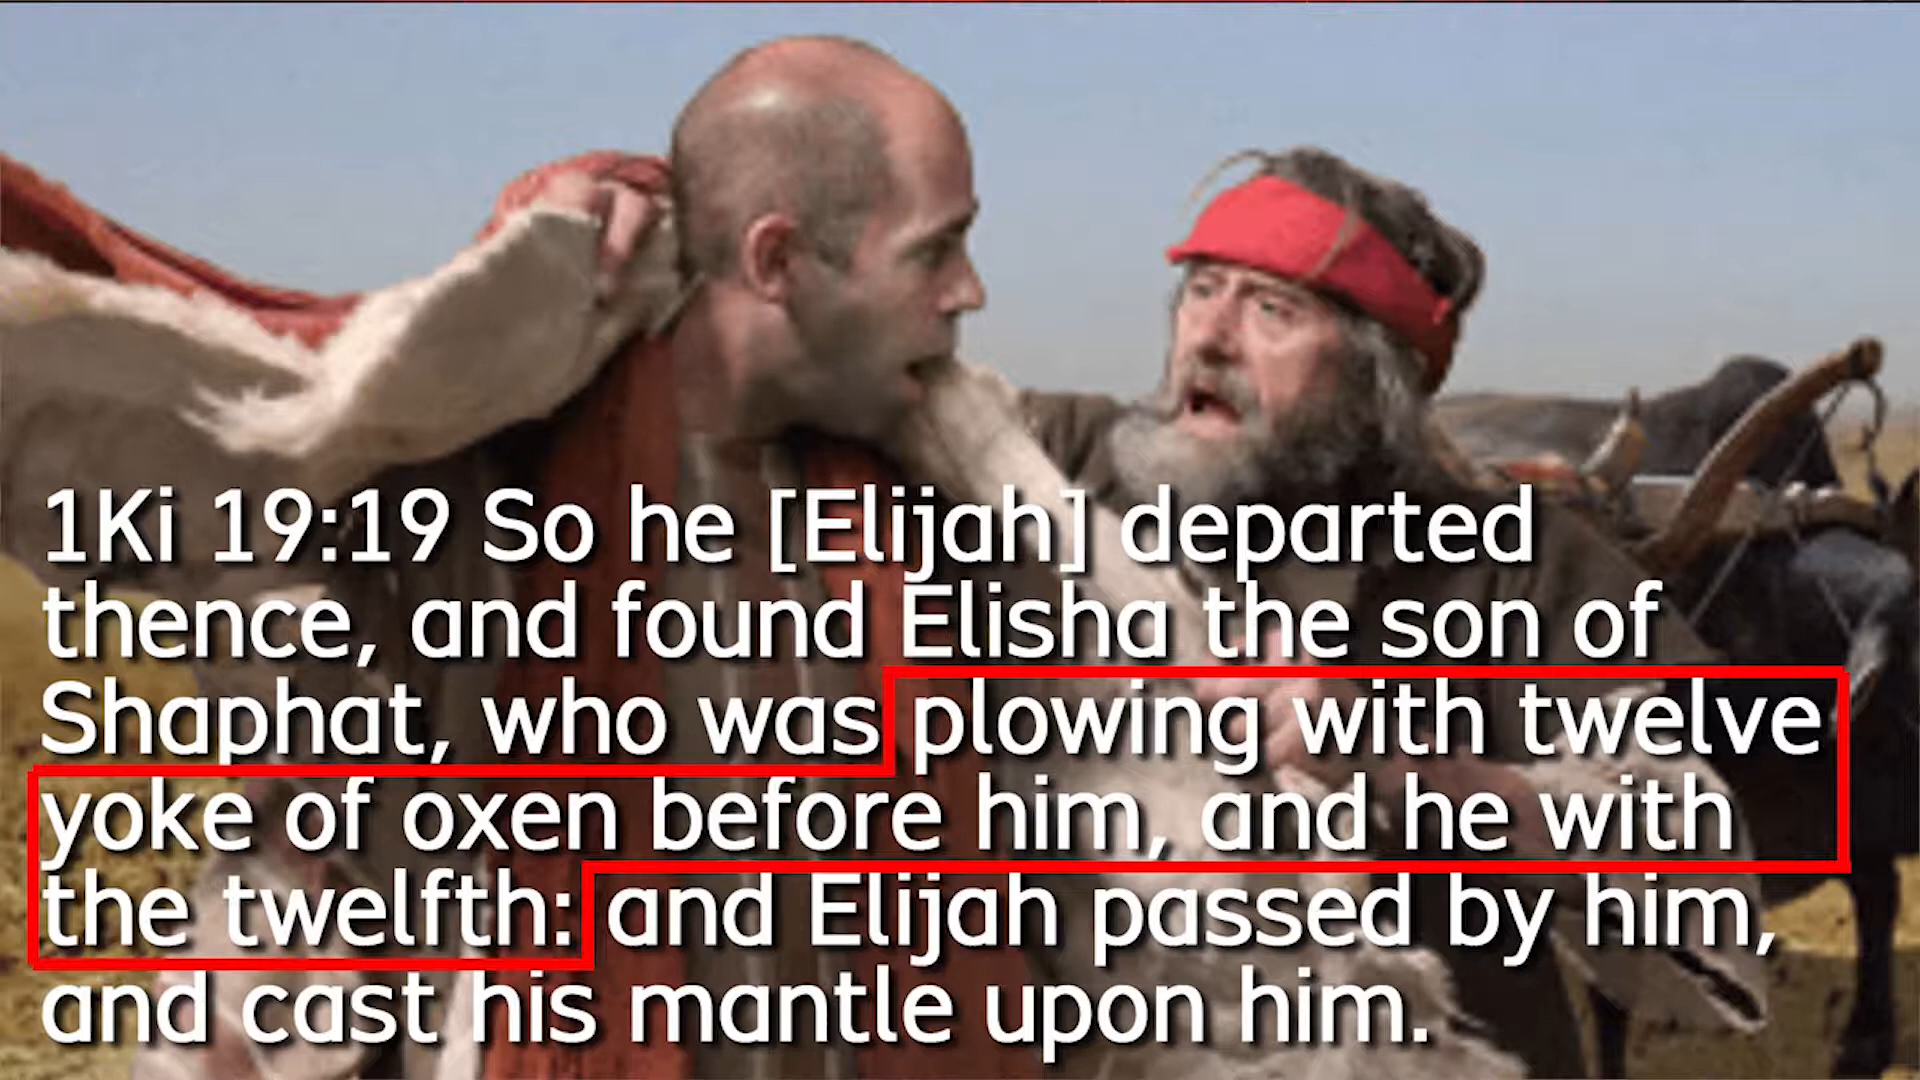 1Ki 19:19 So he [Elijah] departed
thence, and found Elisha the son of
Shaphat, who was plowing with twelve
yoke of oxen before him, and he with
the twelfth: and Elijah passed by him,
and cast his mantle upon him.